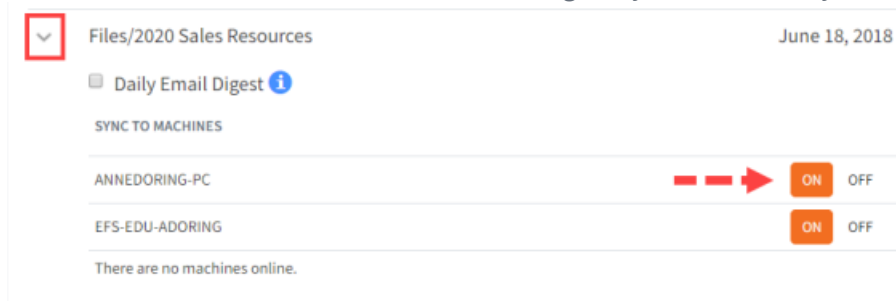 Files/2020 Sales Resources June 18, 2018
Daily Email Digest i
SYNC TO MACHINES
ANNEDORING-PC ON OFF
EFS-EDU-ADORING ON OFF
There are no machines online.